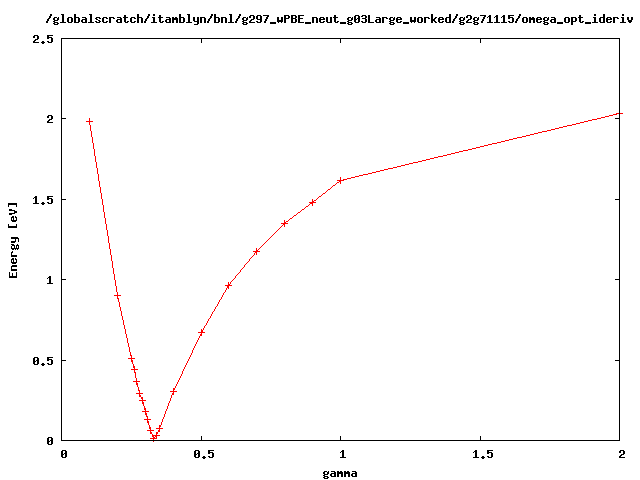 /globalscratch/itamblyn/bnl/g297_wPBE_neut_g03Large_worked/g2g71115/omega_opt_ideriv
2.5
2
1.5
1
0.5
0
Energy [eV]
0 0.5 1 1.5 2
gamma